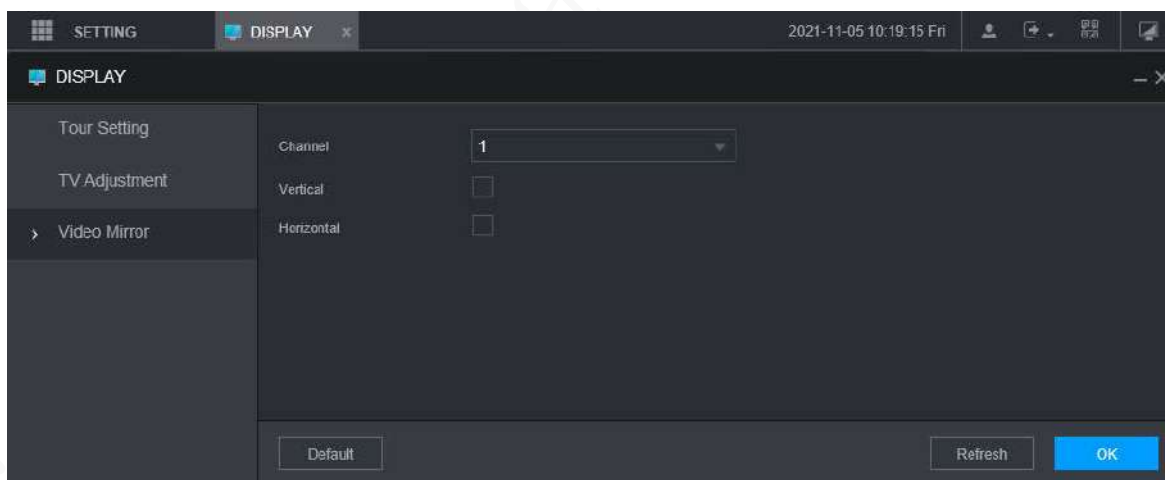 SETTING
DISPLAY x
2021-11-05 10:19:15 Fri
DISPLAY
Tour Setting
TV Adjustment
Video Mirror
Channel
1
Vertical
Horizontal
Default
Refresh
OK